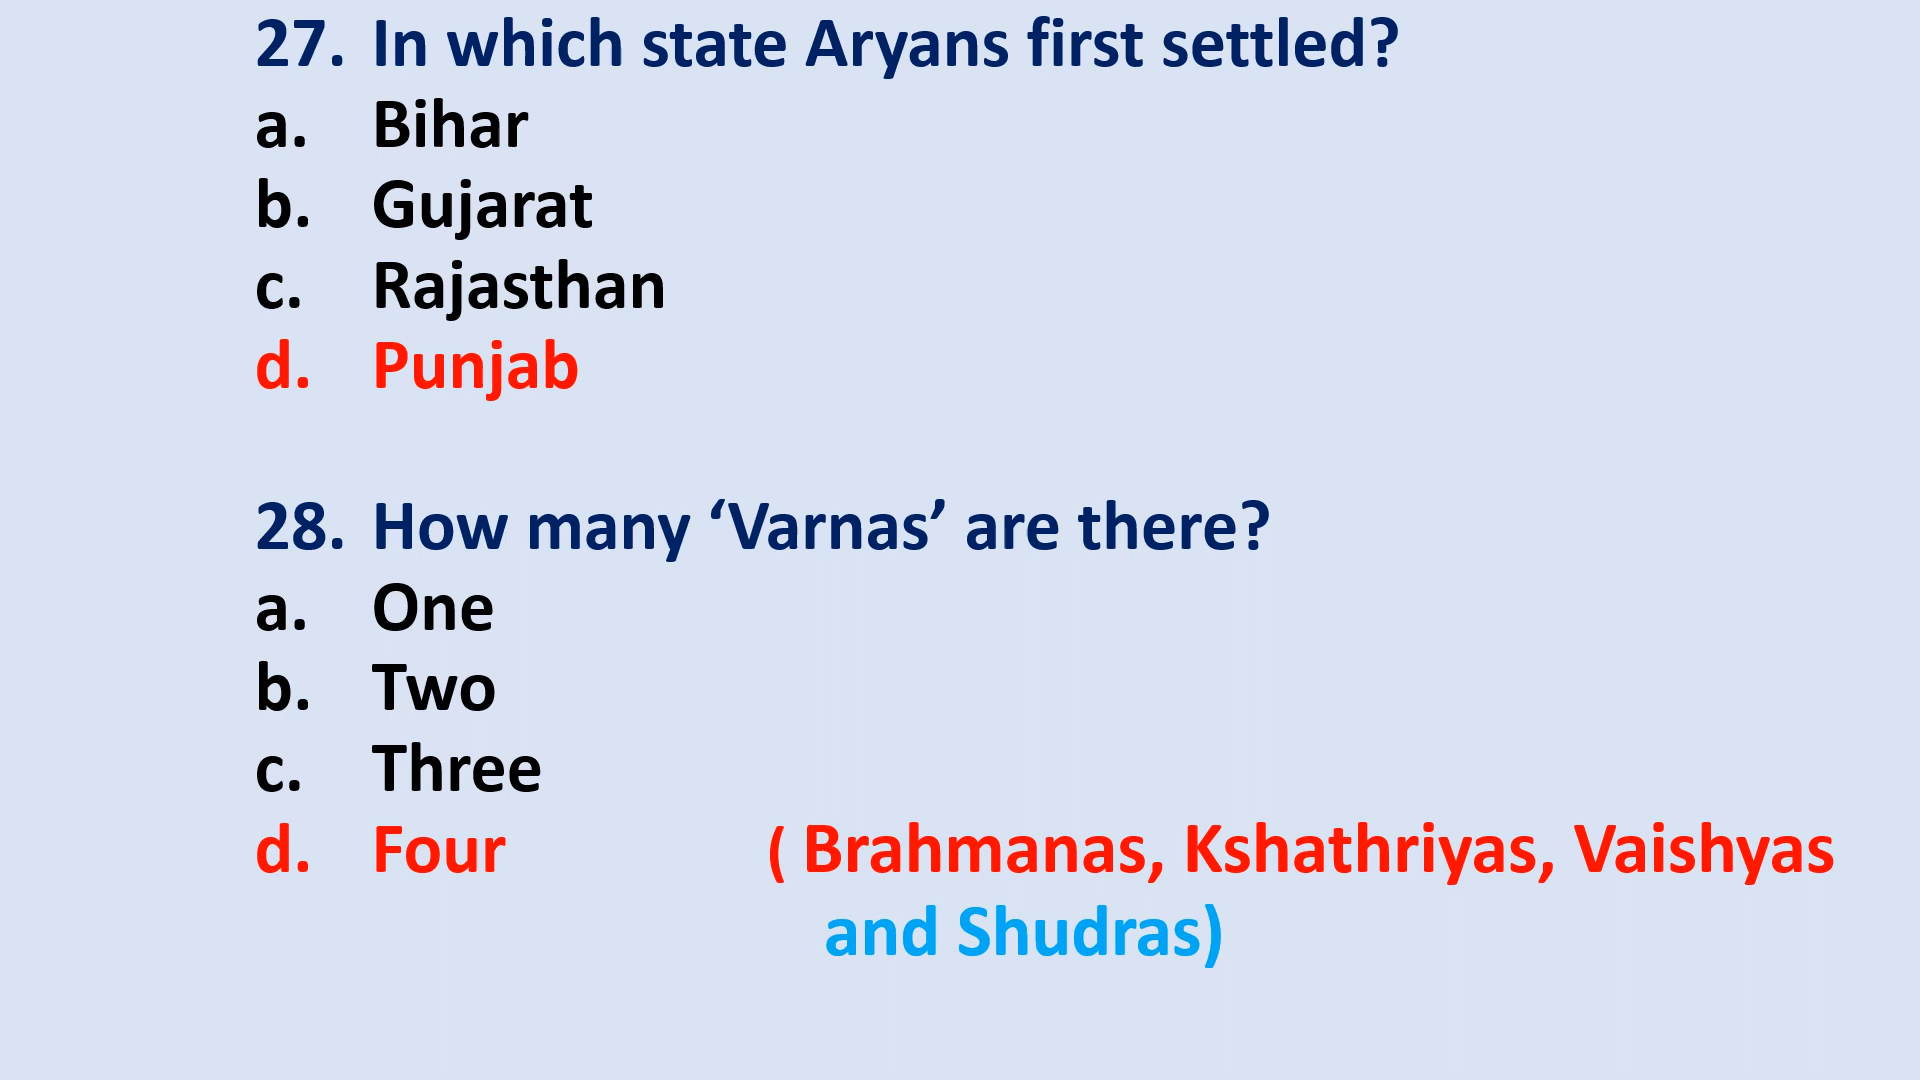 27. In which state Aryans first settled?
a. Bihar
b. Gujarat
c. Rajasthan
d. Punjab
28. How many ‘Varnas’ are there?
a. One
b. Two
c. Three
d. Four ( Brahmanas, Kshathriyas, Vaishyas
and Shudras)